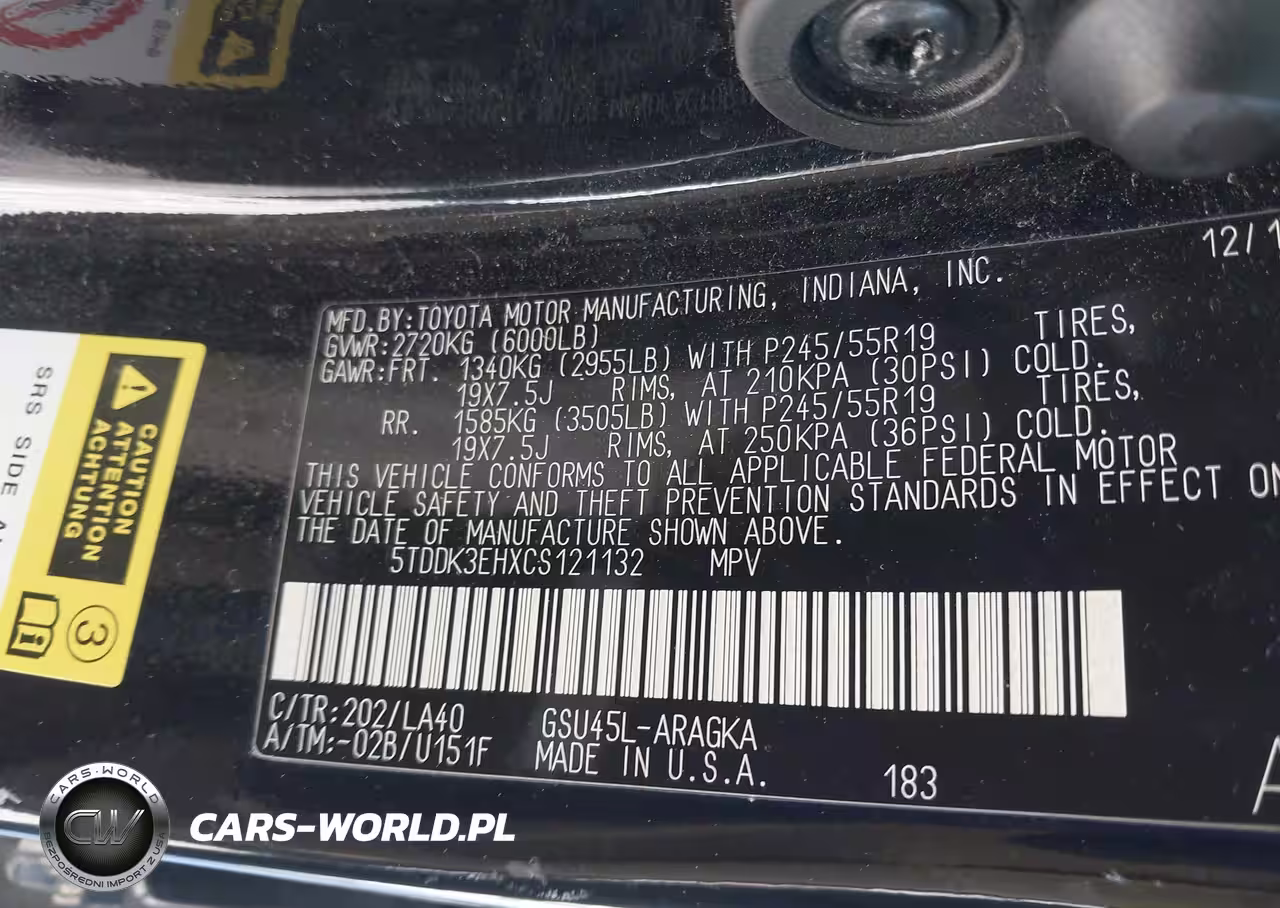 12/1
MFD.BY:TOYOTA MOTOR MANUFACTURING, INDIANA, INC.
GVWR:2720KG (6000LB)
GAWR:FRT. 1340KG (2955LB) WITH P245/55R19 TIRES,
19X7.5J RIMS, AT 210KPA (30PSI) COLD.
RR. 1585KG (3505LB) WITH P245/55R19 TIRES,
19X7.5J RIMS, AT 250KPA (36PSI) COLD.
THIS VEHICLE CONFORMS TO ALL APPLICABLE FEDERAL MOTOR
VEHICLE SAFETY AND THEFT PREVENTION STANDARDS IN EFFECT ON
THE DATE OF MANUFACTURE SHOWN ABOVE.
5TDDK3EHXCS121132 MPV
C/TR:202/LA40 GSU45L-ARAGKA
A/TM:-02B/U151F MADE IN U.S.A.
183
CAUTION
ATTENTION
ACHTUNG
SRS SIDE
3
CARS-WORLD
CW
BEZPOŚREDNI IMPORT Z USA
CARS-WORLD.PL